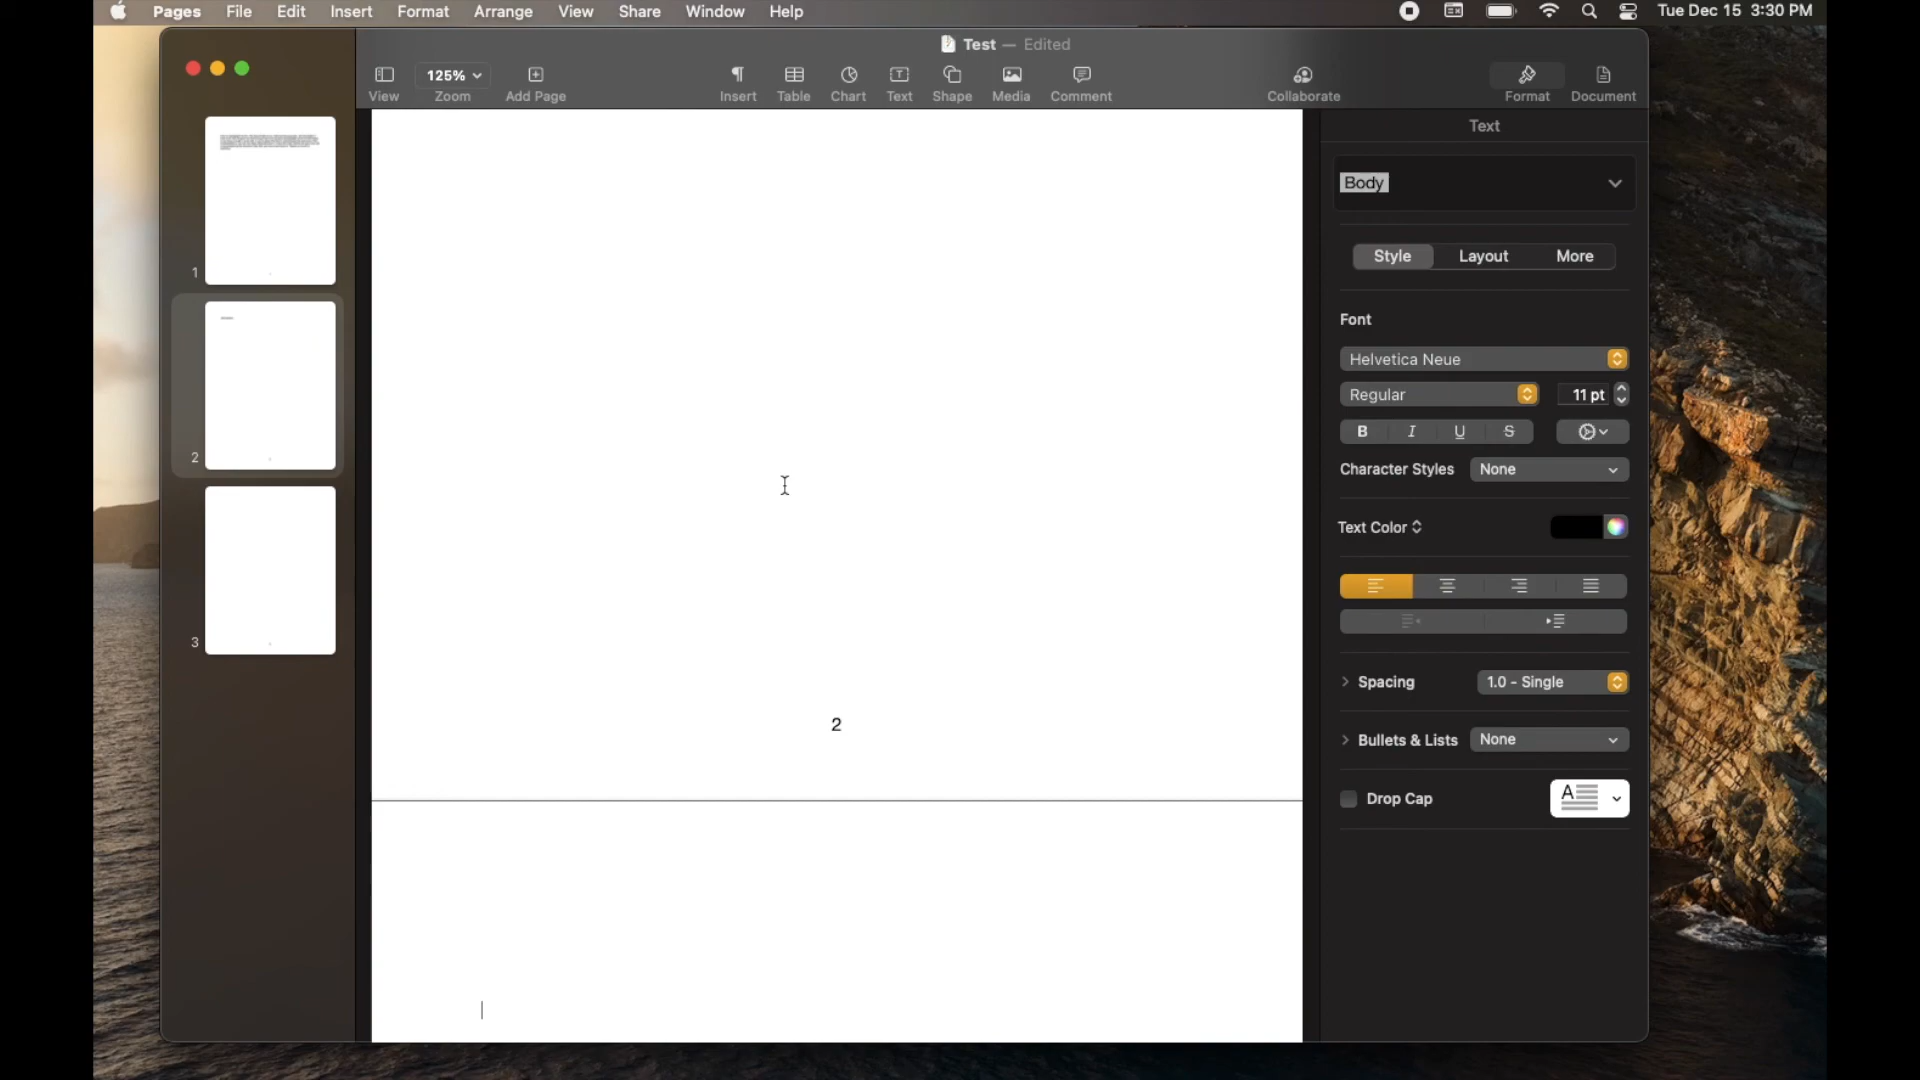 Pages File Edit Insert Format Arrange View Share Window Help Tue Dec 15 3:30 PM
Test — Edited
125%
View Zoom Add Page Insert Table Chart Text Shape Media Comment Collaborate Format Document
Text
Body
Style Layout More
1
Font
Helvetica Neue
Regular 11 pt
B I U S
2
Character Styles None
Text Color
3
Spacing 1.0 - Single
2
Bullets & Lists None
Drop Cap A